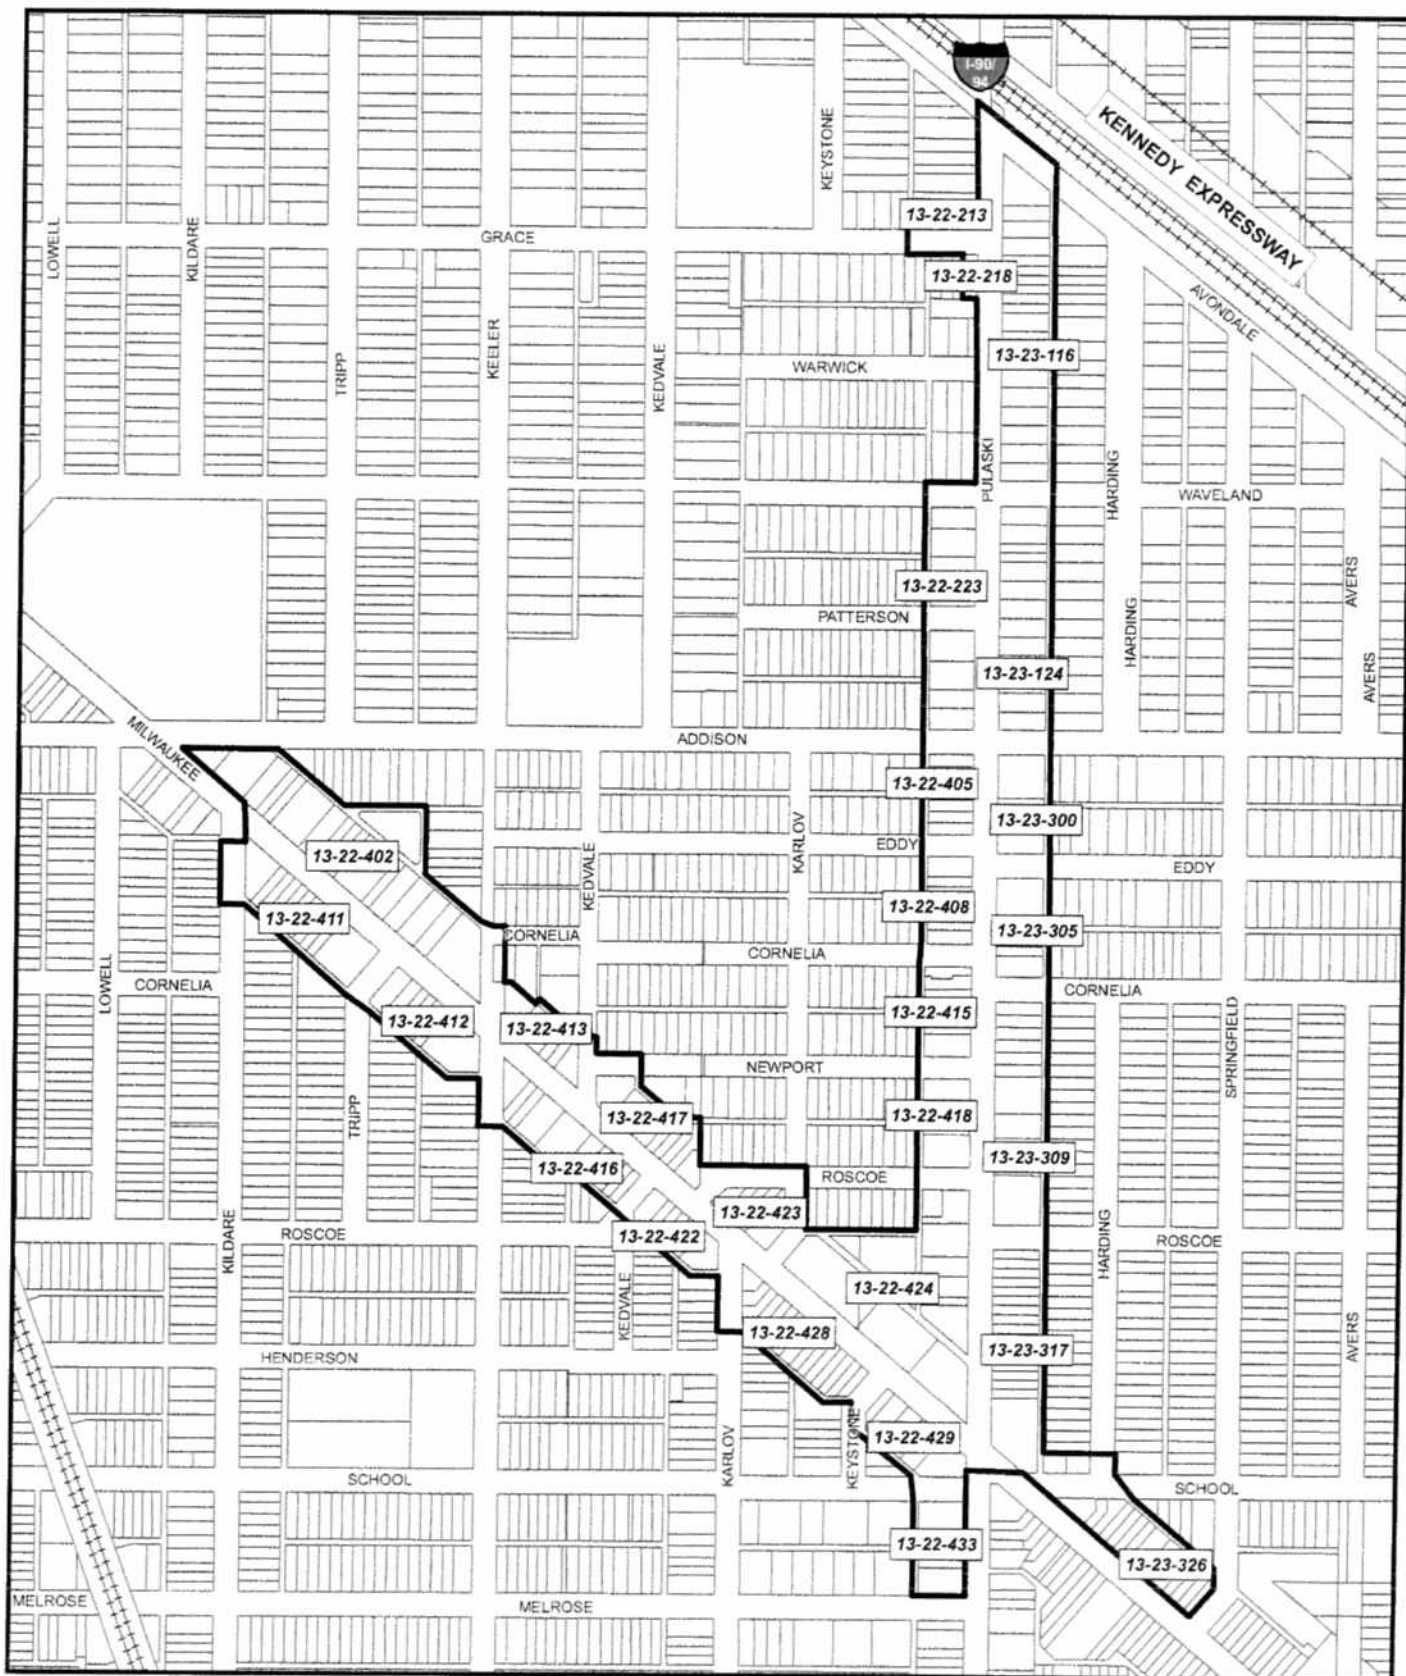 I-90/
94
KENNEDY EXPRESSWAY
KEYSTONE
13-22-213
LOWELL
KILDARE
GRACE
13-22-218
AVONDALE
TRIPP
KEELER
KEDVALE
WARWICK
13-23-116
PULASKI
HARDING
WAVELAND
13-22-223
PATTERSON
HARDING
AVERS
13-23-124
AVERS
MILWAUKEE
ADDISON
13-22-405
KARLOV
13-23-300
EDDY
EDDY
13-22-402
KEDVALE
13-22-408
13-22-411
13-23-305
CORNELIA
CORNELIA
LOWELL
CORNELIA
CORNELIA
13-22-412
13-22-413
13-22-415
SPRINGFIELD
NEWPORT
TRIPP
13-22-417
13-22-418
13-22-416
13-23-309
ROSCOE
13-22-423
KILDARE
ROSCOE
13-22-422
HARDING
ROSCOE
KEDVALE
13-22-424
13-22-428
13-23-317
AVERS
HENDERSON
KARLOV
KEYSTONE
13-22-429
SCHOOL
SCHOOL
13-22-433
13-23-326
MELROSE
MELROSE